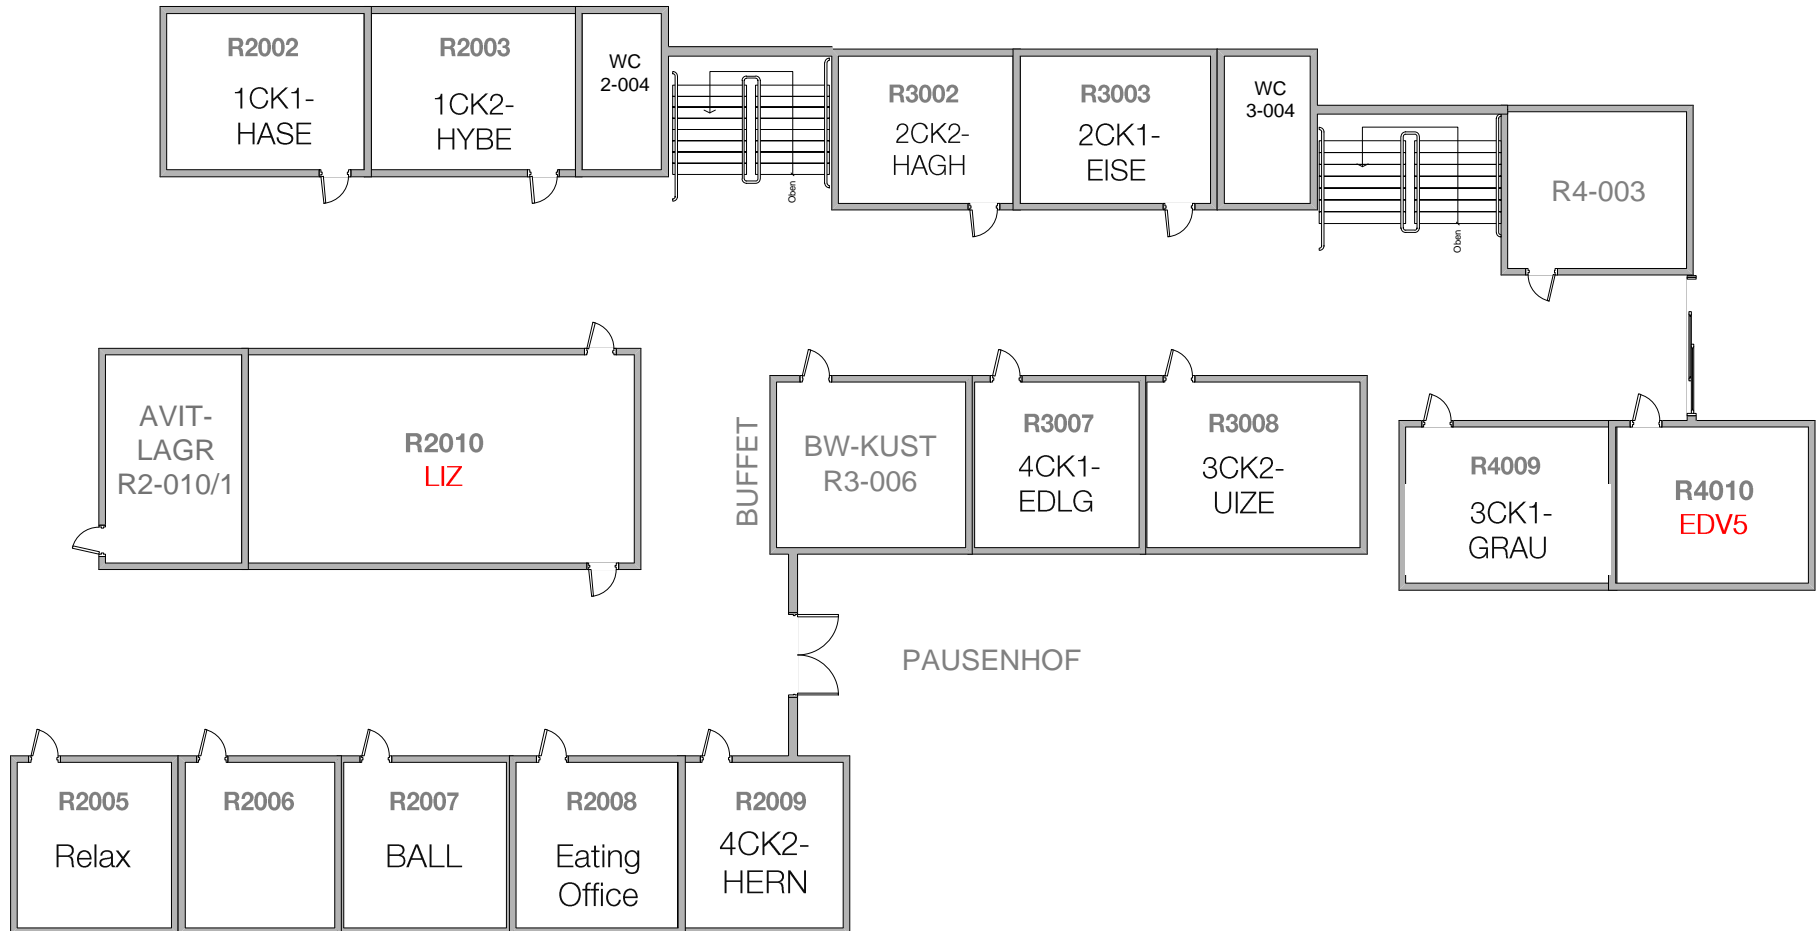 R2002
1CK1-
HASE
R2003
1CK2-
HYBE
WC
2-004
Oben
R3002
2CK2-
HAGH
R3003
2CK1-
EISE
WC
3-004
Oben
R4-003
AVIT-
LAGR
R2-010/1
R2010
LIZ
BUFFET
BW-KUST
R3-006
R3007
4CK1-
EDLG
R3008
3CK2-
UIZE
R4009
3CK1-
GRAU
R4010
EDV5
PAUSENHOF
R2005
Relax
R2006
R2007
BALL
R2008
Eating
Office
R2009
4CK2-
HERN